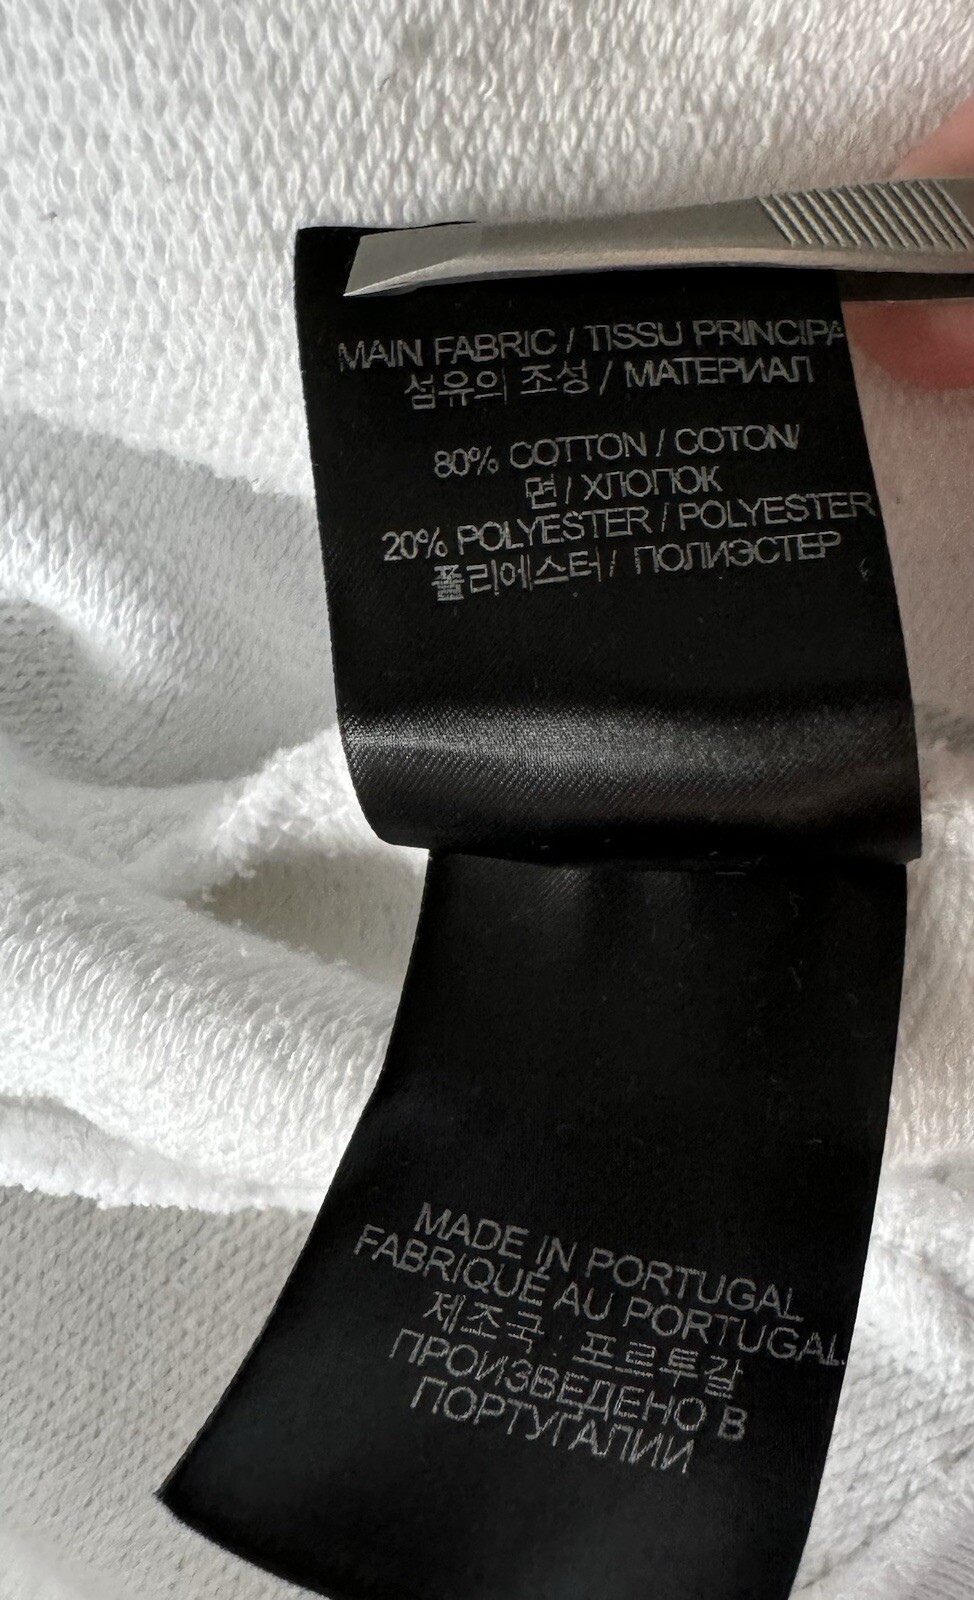 MAIN FABRIC / TISSU PRINCIPA
섬유의 조성 / МАТЕРИАЛ
80% COTTON / COTON/
면 / ХЛОПОК
20% POLYESTER / POLYESTER
폴리에스터 / ПОЛИЭСТЕР
MADE IN PORTUGAL
FABRIQUÉ AU PORTUGAL
제조국 : 포르투갈
ПРОИЗВЕДЕНО В
ПОРТУГАЛИИ